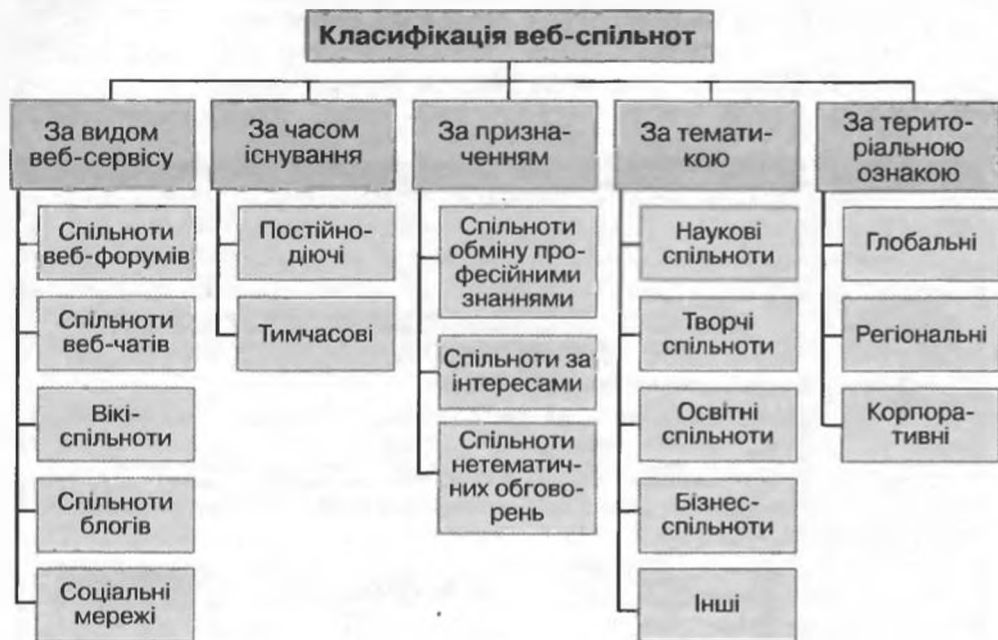 Класифікація веб-спільнот
За видом
веб-сервісу
Спільноти
веб-форумів
Спільноти
веб-чатів
Вікі-
спільноти
Спільноти
блогів
Соціальні
мережі
За часом
існування
Постійно-
діючі
Тимчасові
За призна-
ченням
Спільноти
обміну про-
фесійними
знаннями
Спільноти за
інтересами
Спільноти
нетематич-
них обгово-
рень
За темати-
кою
Наукові
спільноти
Творчі
спільноти
Освітні
спільноти
Бізнес-
спільноти
Інші
За терито-
ріальною
ознакою
Глобальні
Регіональні
Корпора-
тивні